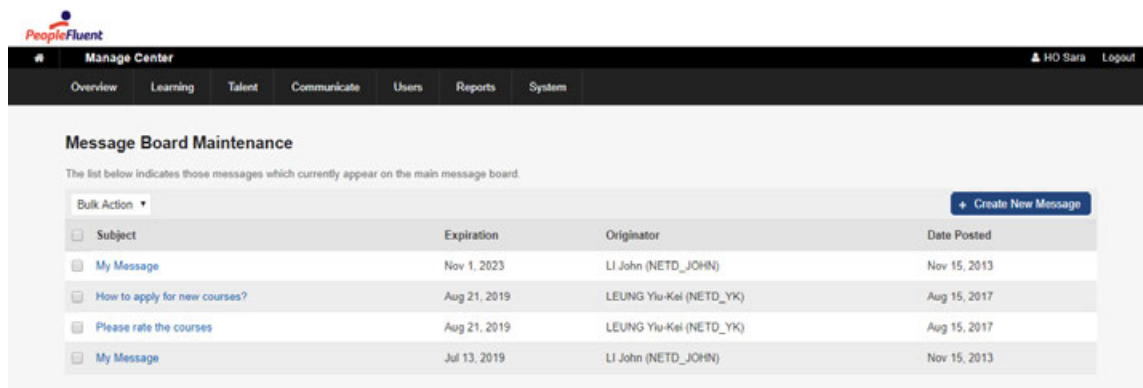 PeopleFluent
Manage Center HO Sara Logout
Overview Learning Talent Communicate Users Reports System
Message Board Maintenance
The list below indicates those messages which currently appear on the main message board.
Bulk Action + Create New Message
Subject Expiration Originator Date Posted
My Message Nov 1, 2023 LI John (NETD_JOHN) Nov 15, 2013
How to apply for new courses? Aug 21, 2019 LEUNG Yiu-Kei (NETD_YK) Aug 15, 2017
Please rate the courses Aug 21, 2019 LEUNG Yiu-Kei (NETD_YK) Aug 15, 2017
My Message Jul 13, 2019 LI John (NETD_JOHN) Nov 15, 2013